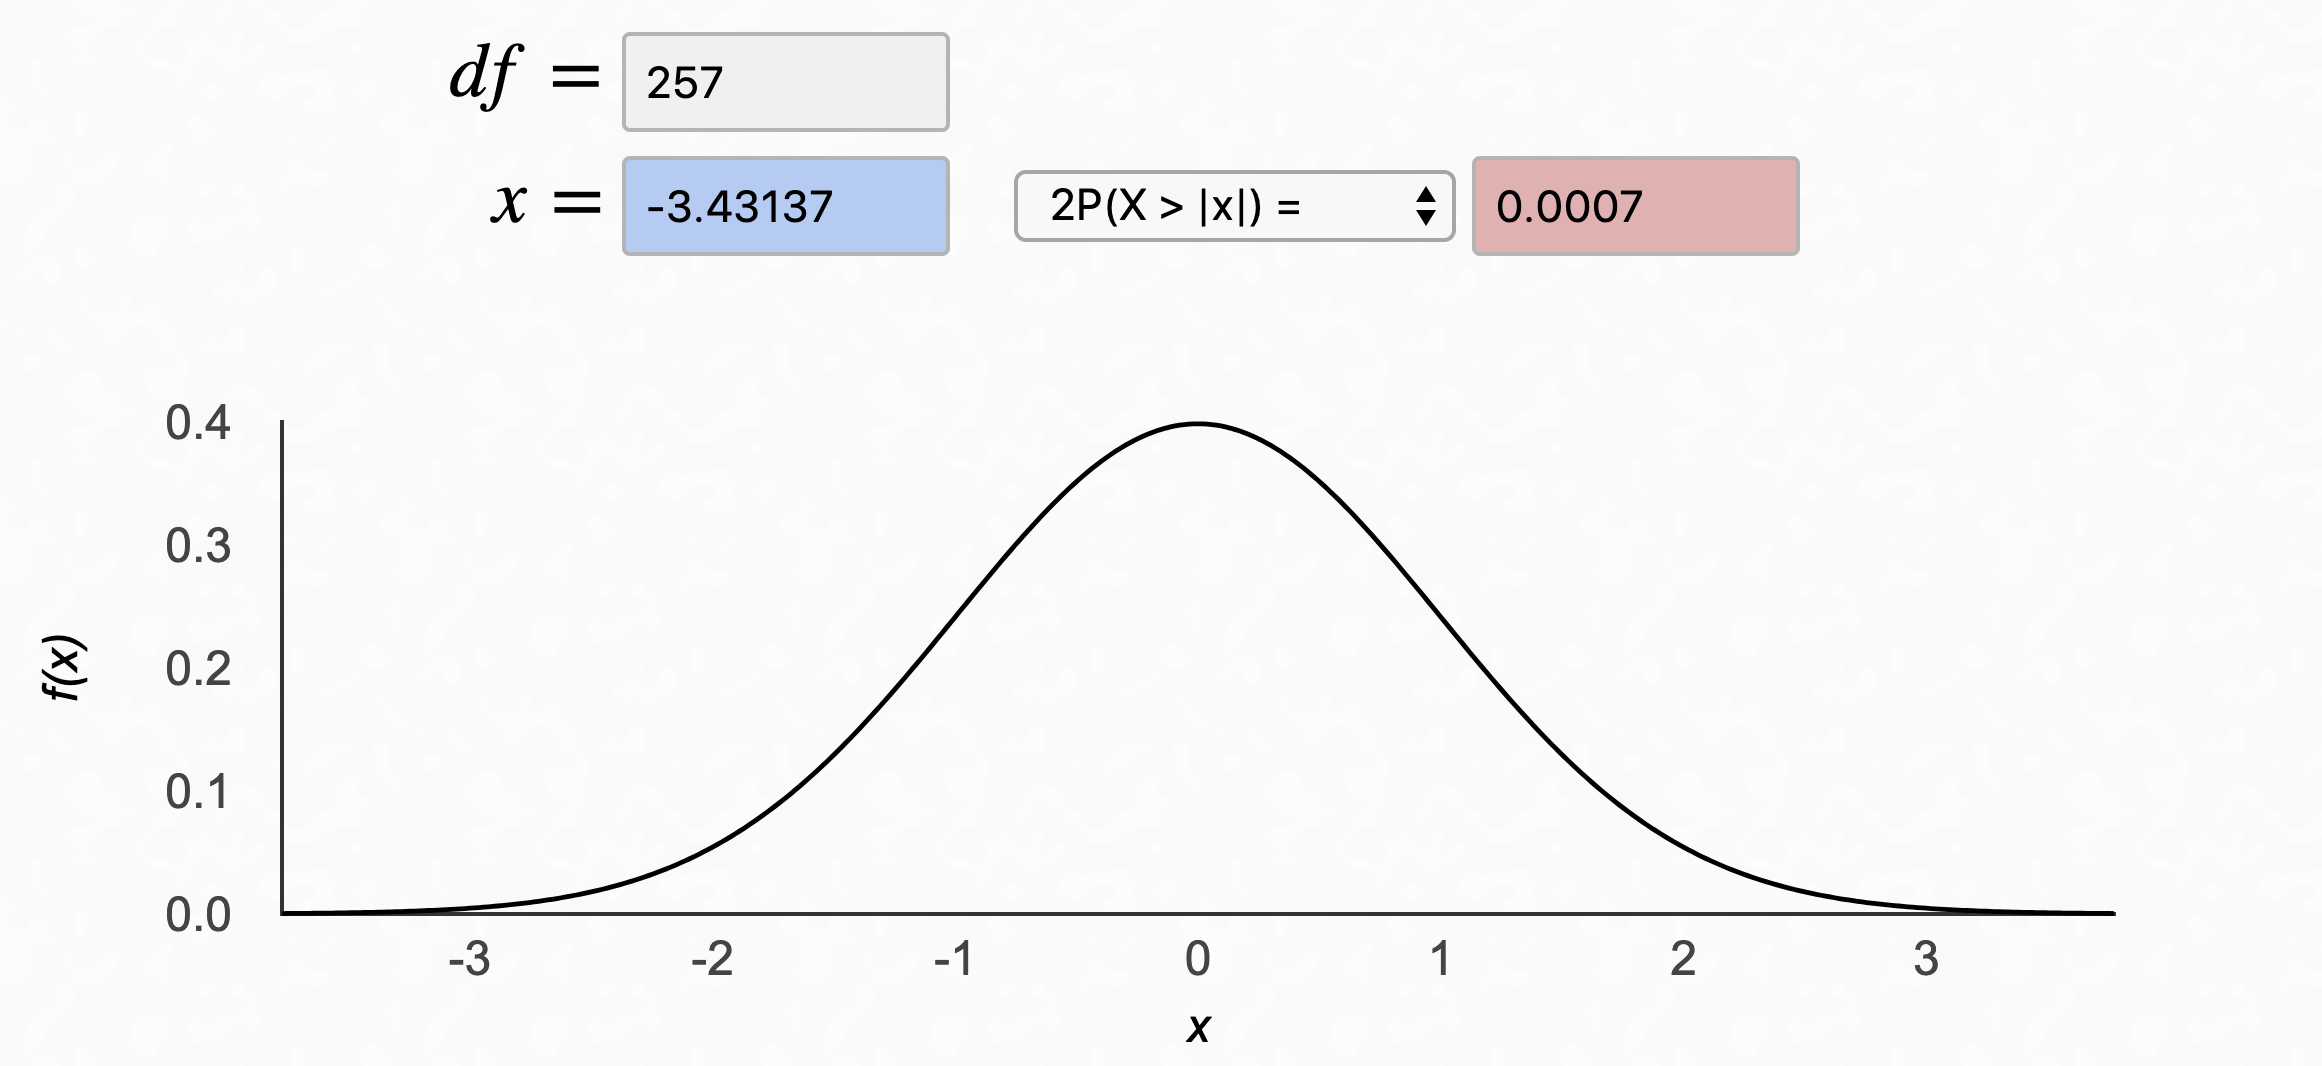 df = 257
x = -3.43137 2P(X > |x|) = 0.0007
0.4
0.3
0.2
0.1
0.0
f(x)
-3 -2 -1 0 1 2 3
x